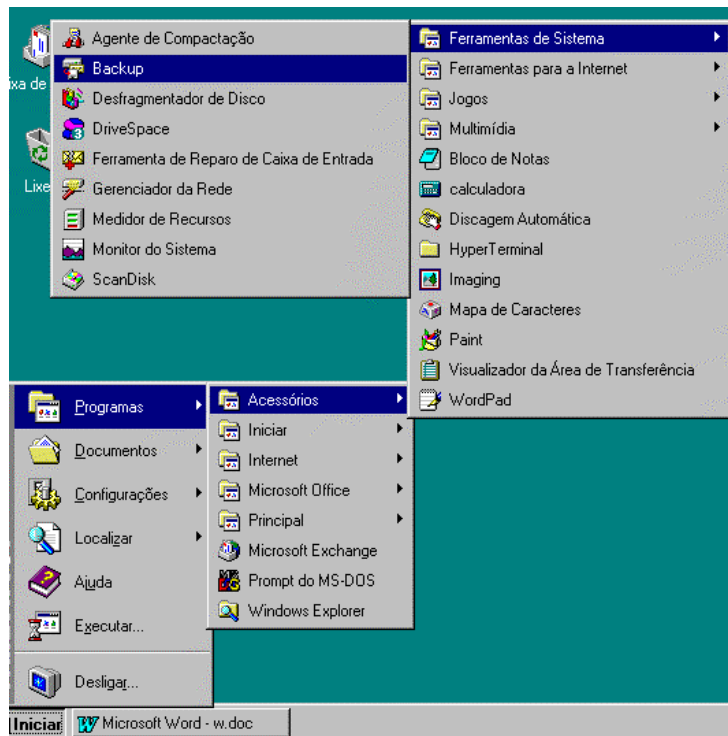 Agente de Compactação
Backup
Desfragmentador de Disco
DriveSpace
Ferramenta de Reparo de Caixa de Entrada
Gerenciador da Rede
Medidor de Recursos
Monitor do Sistema
ScanDisk
Ferramentas de Sistema
Ferramentas para a Internet
Jogos
Multimídia
Bloco de Notas
calculadora
Discagem Automática
HyperTerminal
Imaging
Mapa de Caracteres
Paint
Visualizador da Área de Transferência
WordPad
ixa de
Lixe
Programas
Documentos
Configurações
Localizar
Ajuda
Executar...
Desligar...
Acessórios
Iniciar
Internet
Microsoft Office
Principal
Microsoft Exchange
Prompt do MS-DOS
Windows Explorer
Iniciar
Microsoft Word - w.doc